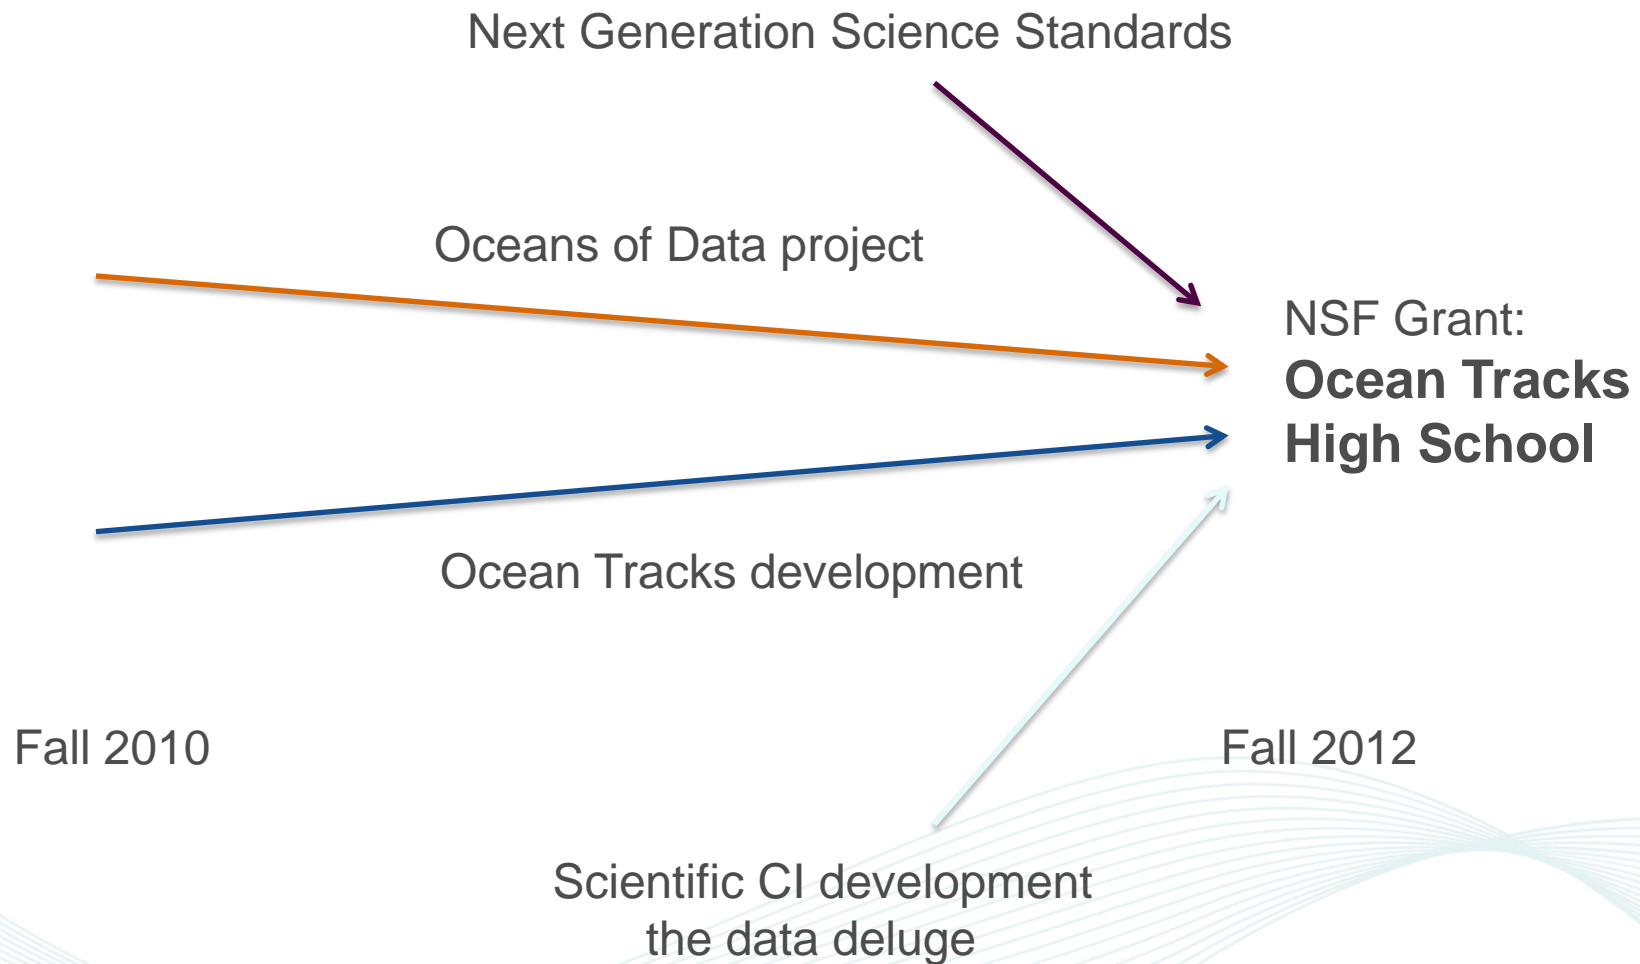 Next Generation Science Standards
Oceans of Data project
NSF Grant:
Ocean Tracks
High School
Ocean Tracks development
Fall 2010
Fall 2012
Scientific CI development
the data deluge